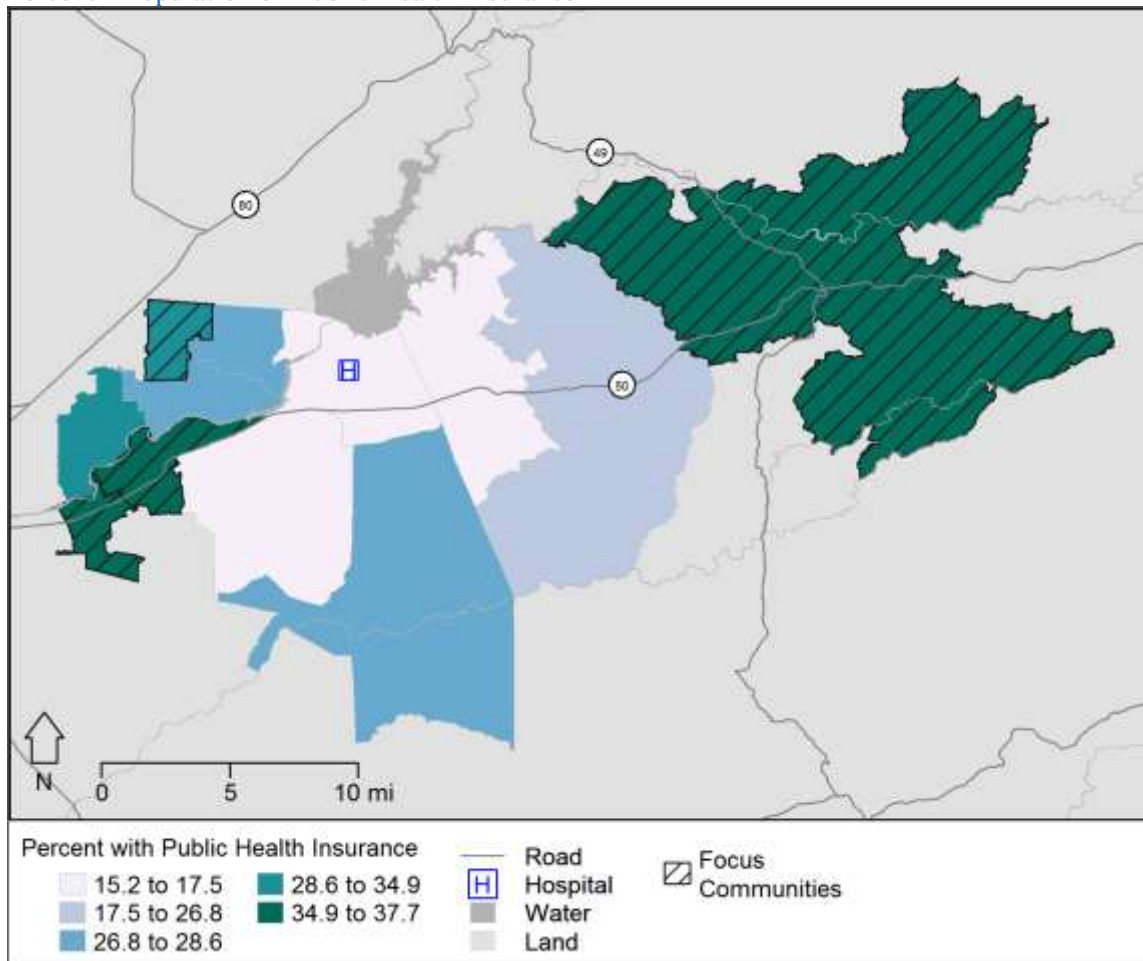 49
80
50
N
0 5 10 mi
Percent with Public Health Insurance
15.2 to 17.5
17.5 to 26.8
26.8 to 28.6
28.6 to 34.9
34.9 to 37.7
Road
H Hospital
Water
Land
Focus
Communities